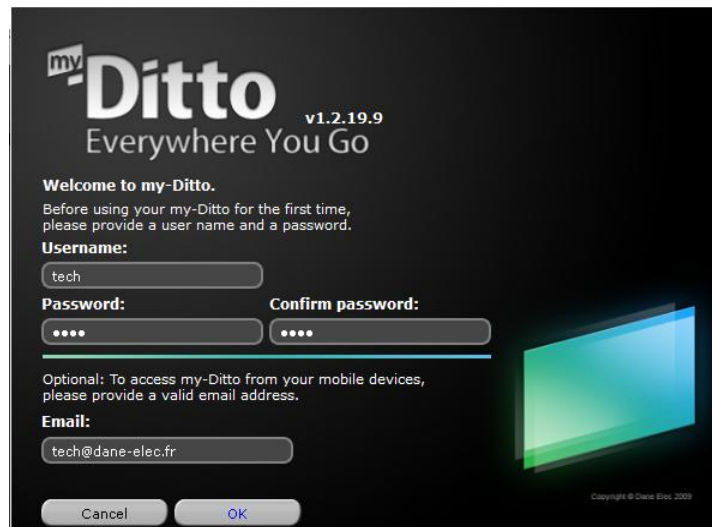 my-
Ditto
v1.2.19.9
Everywhere You Go
Welcome to my-Ditto.
Before using your my-Ditto for the first time,
please provide a user name and a password.
Username:
tech
Password: Confirm password:
•••• ••••
Optional: To access my-Ditto from your mobile devices,
please provide a valid email address.
Email:
tech@dane-elec.fr
Copyright © Dane Elec 2009
Cancel OK